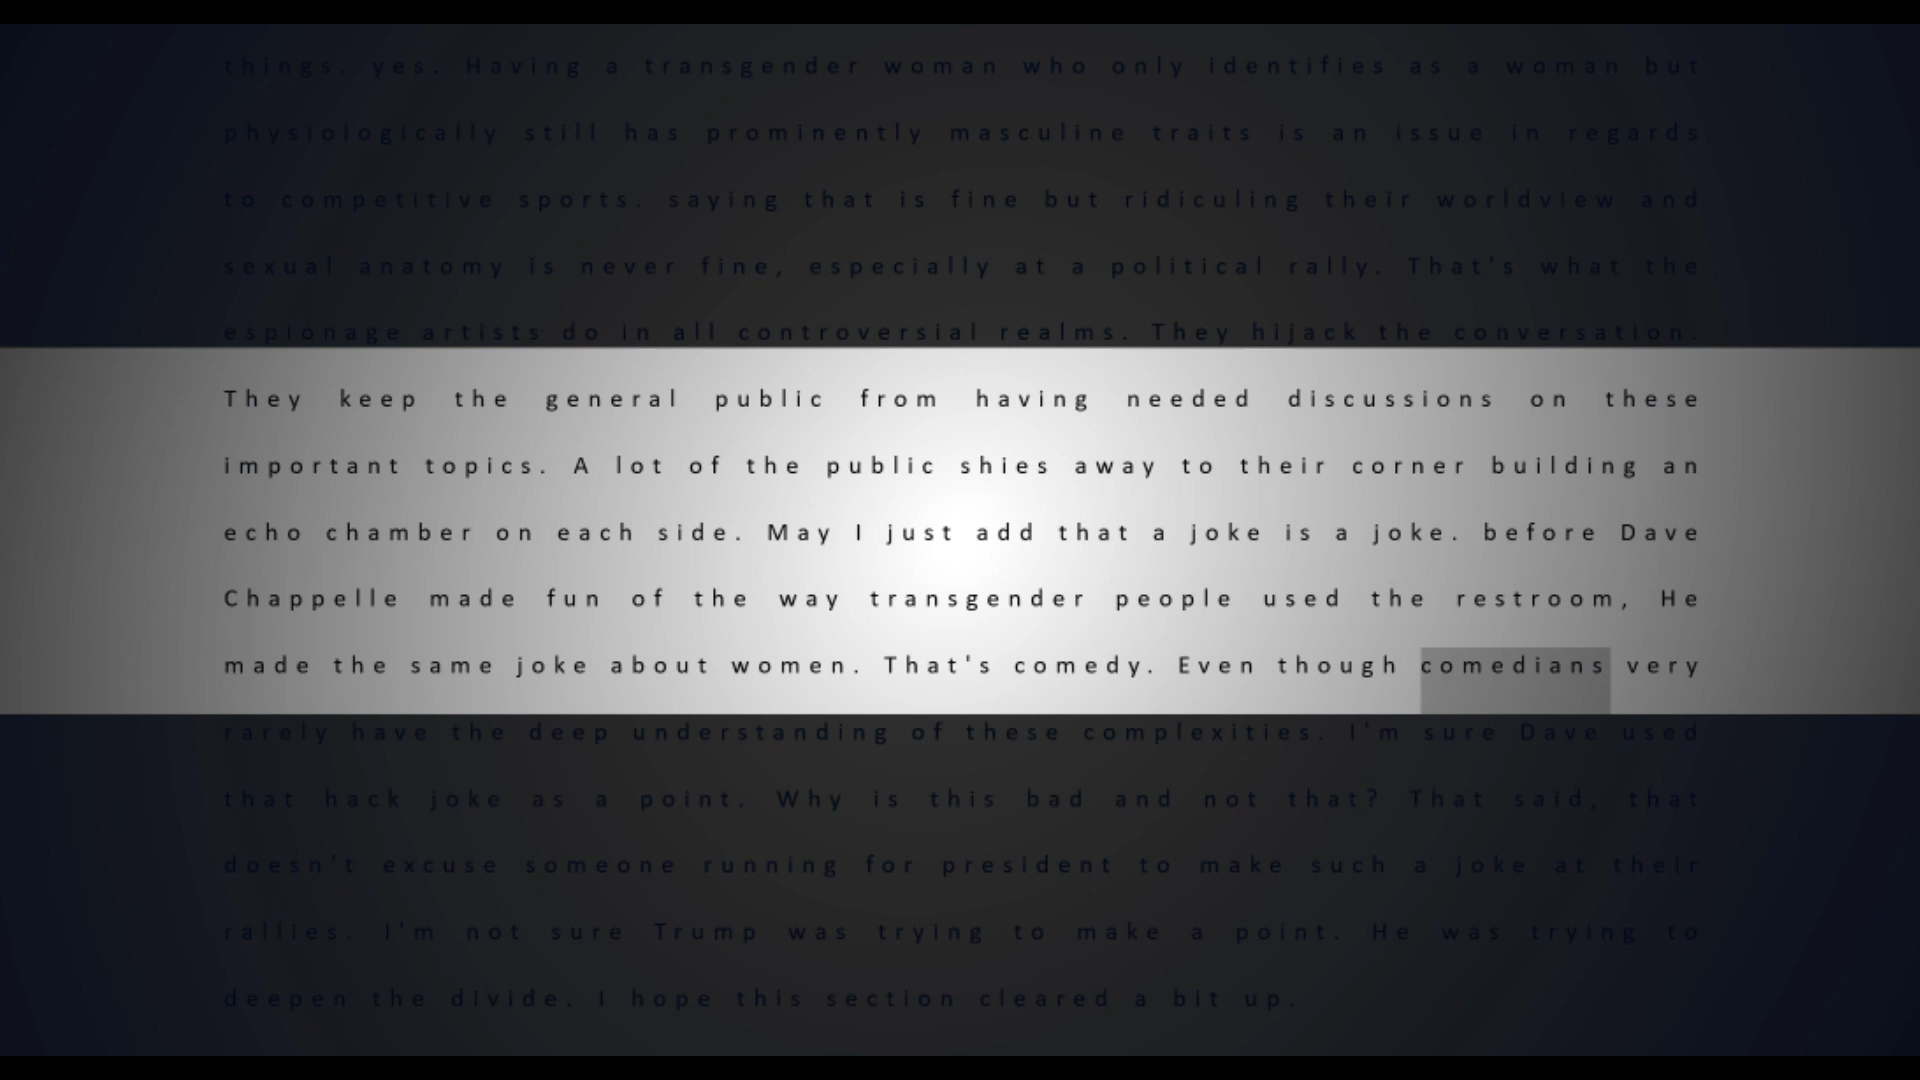 things. yes. Having a transgender woman who only identifies as a woman but
physiologically still has prominently masculine traits is an issue in regards
to competitive sports. saying that is fine but ridiculing their worldview and
sexual anatomy is never fine, especially at a political rally. That's what the
espionage artists do in all controversial realms. They hijack the conversation.
They keep the general public from having needed discussions on these
important topics. A lot of the public shies away to their corner building an
echo chamber on each side. May I just add that a joke is a joke. before Dave
Chappelle made fun of the way transgender people used the restroom, He
made the same joke about women. That's comedy. Even though comedians very
rarely have the deep understanding of these complexities. I'm sure Dave used
that hack joke as a point. Why is this bad and not that? That said, that
doesn't excuse someone running for president to make such a joke at their
rallies. I'm not sure Trump was trying to make a point. He was trying to
deepen the divide. I hope this section cleared a bit up.